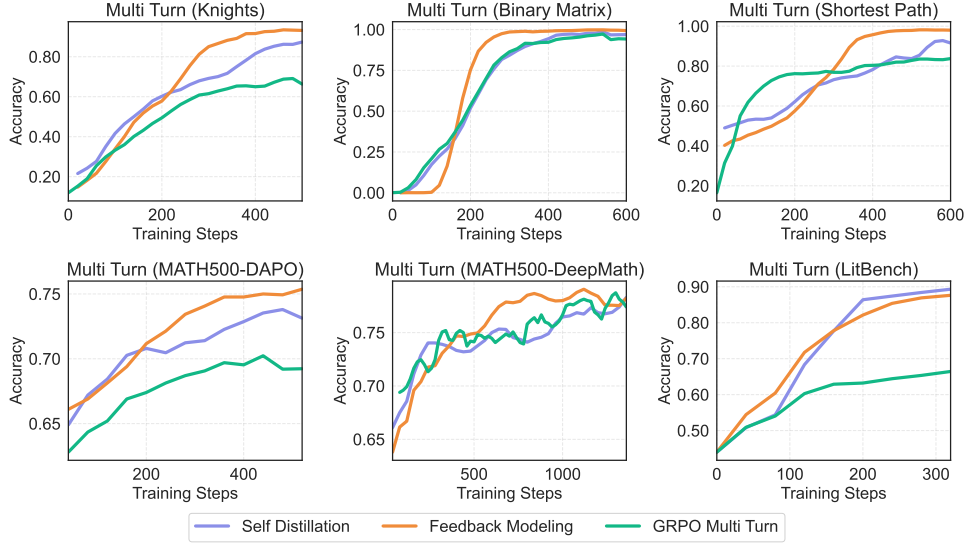 Multi Turn (Knights)
Accuracy
0.80
0.60
0.40
0.20
0
200
400
Training Steps
Multi Turn (Binary Matrix)
Accuracy
1.00
0.75
0.50
0.25
0.00
0
200
400
600
Training Steps
Multi Turn (Shortest Path)
Accuracy
1.00
0.80
0.60
0.40
0.20
0
200
400
600
Training Steps
Multi Turn (MATH500-DAPO)
Accuracy
0.75
0.70
0.65
200
400
Training Steps
Multi Turn (MATH500-DeepMath)
Accuracy
0.75
0.70
0.65
500
1000
Training Steps
Multi Turn (LitBench)
Accuracy
0.90
0.80
0.70
0.60
0.50
0
100
200
300
Training Steps
Self Distillation
Feedback Modeling
GRPO Multi Turn